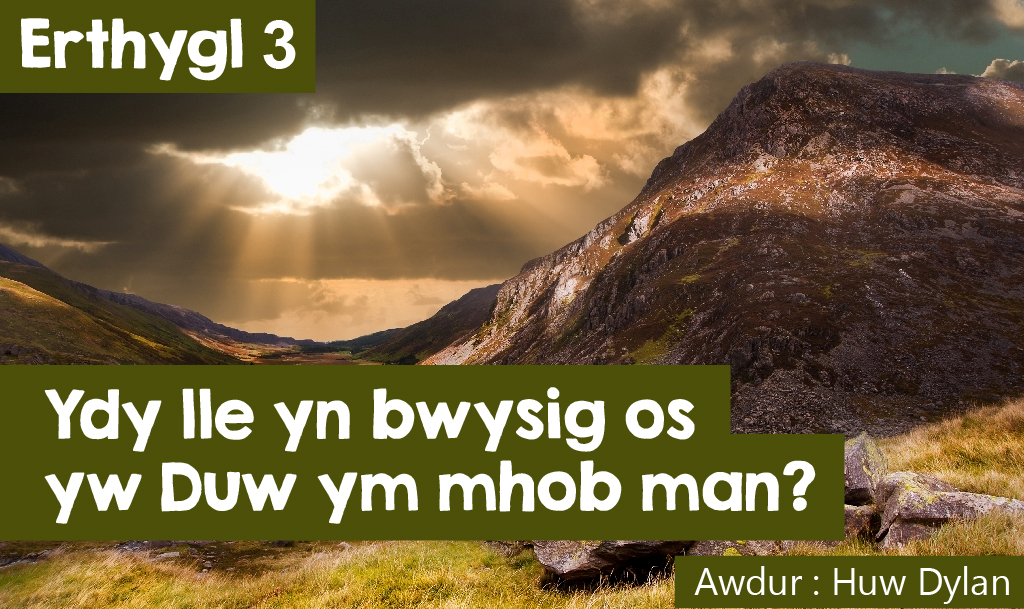 Erthygl 3
Ydy lle yn bwysig os
yw Duw ym mhob man?
Awdur : Huw Dylan